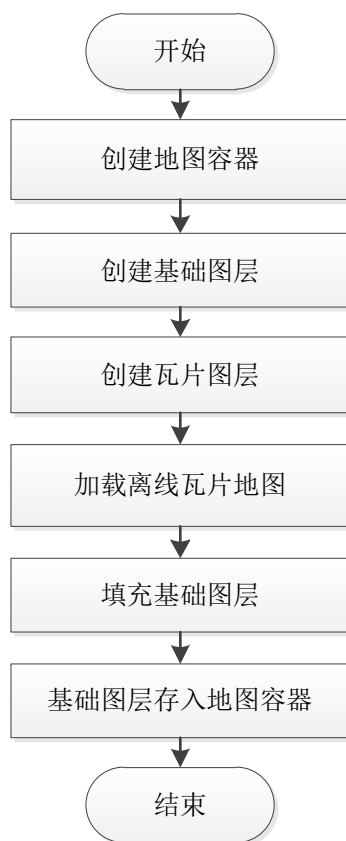 开始
创建地图容器
创建基础图层
创建瓦片图层
加载离线瓦片地图
填充基础图层
基础图层存入地图容器
结束